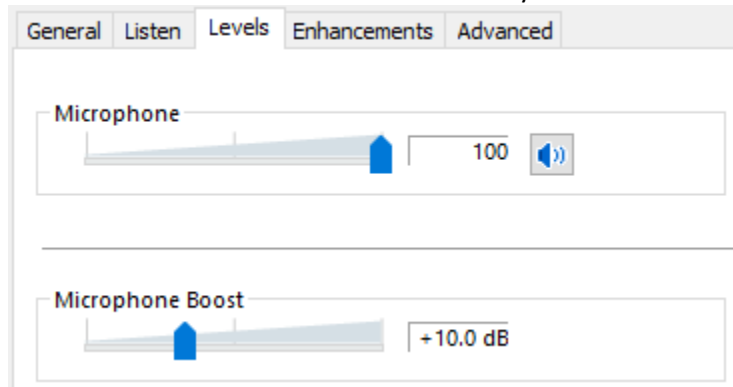 General Listen Levels Enhancements Advanced
Microphone
100
Microphone Boost
+10.0 dB